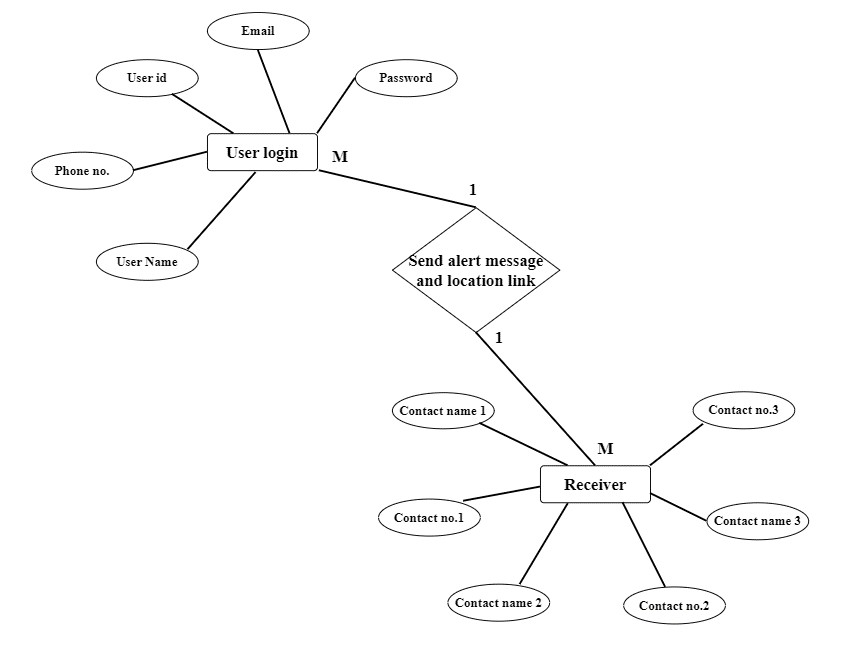 Email
User id
Password
User login
M
Phone no.
1
User Name
Send alert message
and location link
1
Contact name 1
Contact no.3
M
Receiver
Contact no.1
Contact name 3
Contact name 2
Contact no.2